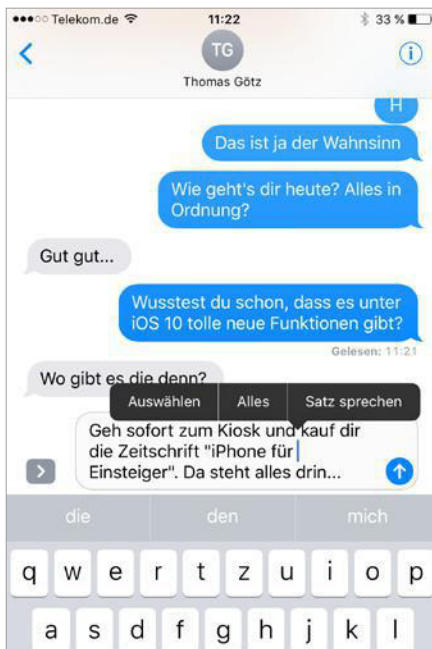 Telekom.de 11:22 33 %
TG
Thomas Götz
H
Das ist ja der Wahnsinn
Wie geht's dir heute? Alles in
Ordnung?
Gut gut...
Wusstest du schon, dass es unter
iOS 10 tolle neue Funktionen gibt?
Gelesen: 11:21
Wo gibt es die denn?
Auswählen Alles Satz sprechen
Geh sofort zum Kiosk und kauf dir
die Zeitschrift "iPhone für
Einsteiger". Da steht alles drin...
die den mich
q w e r t z u i o p
a s d f g h j k l